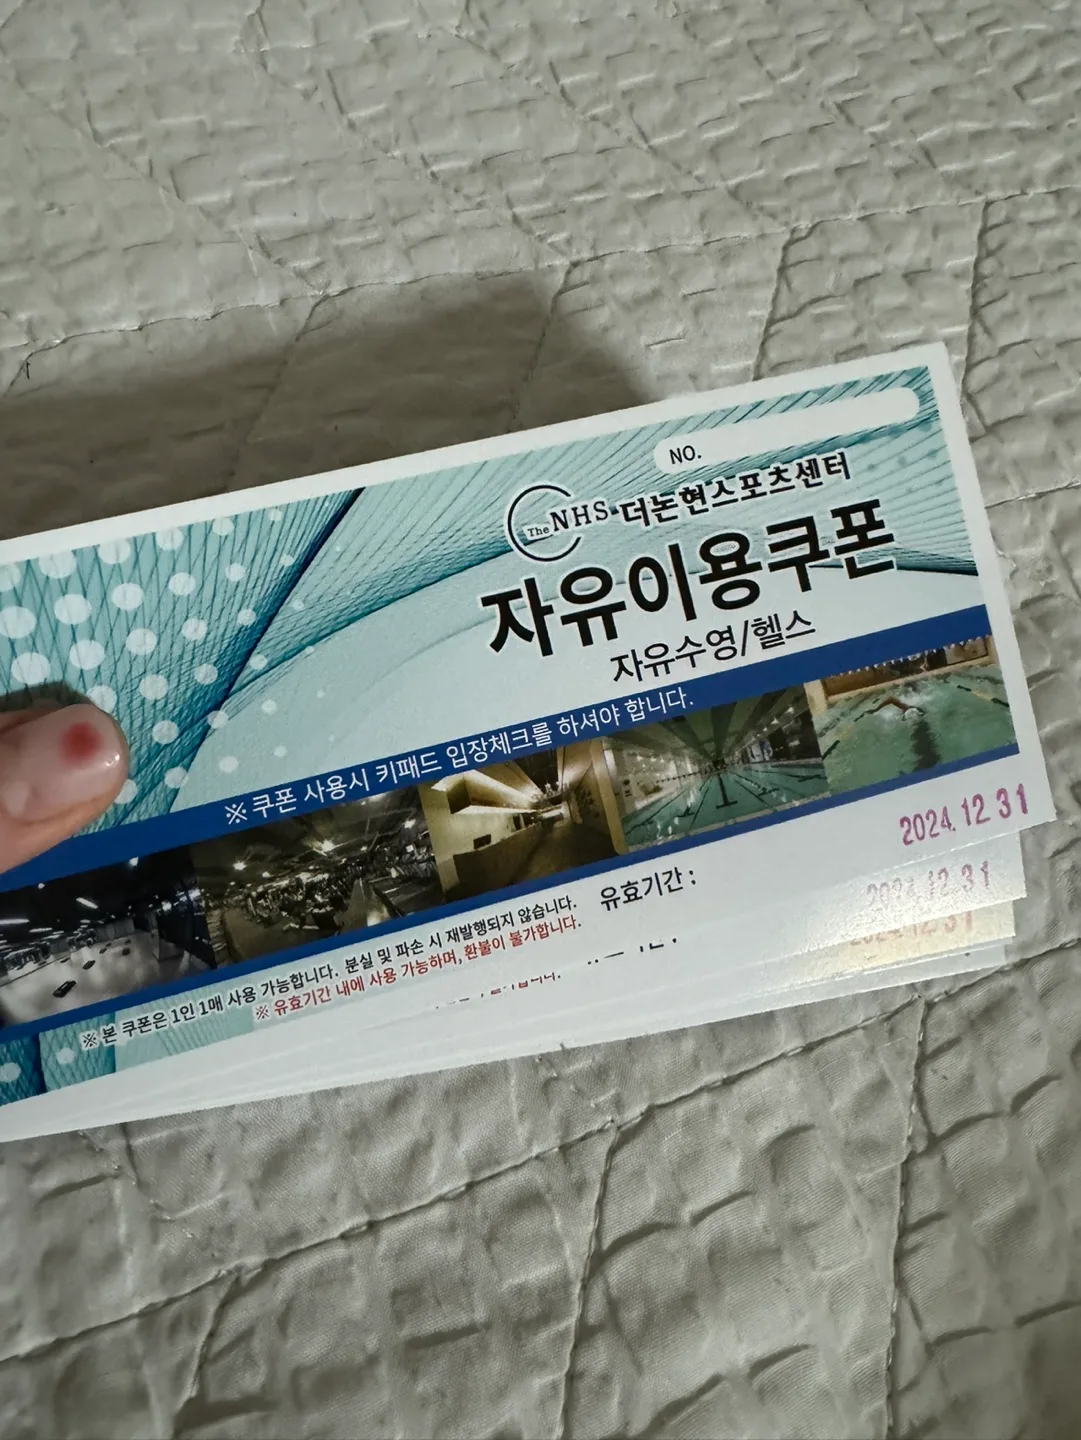 NO.
The NHS 더논현스포츠센터
자유이용쿠폰
자유수영/헬스
※ 쿠폰 사용시 키패드 입장체크를 하셔야 합니다.
2024.12 31
유효기간 :
※ 본 쿠폰은 1인 1매 사용 가능합니다. 분실 및 파손 시 재발행되지 않습니다.
※ 유효기간 내에 사용 가능하며, 환불이 불가합니다.
2024.12.31